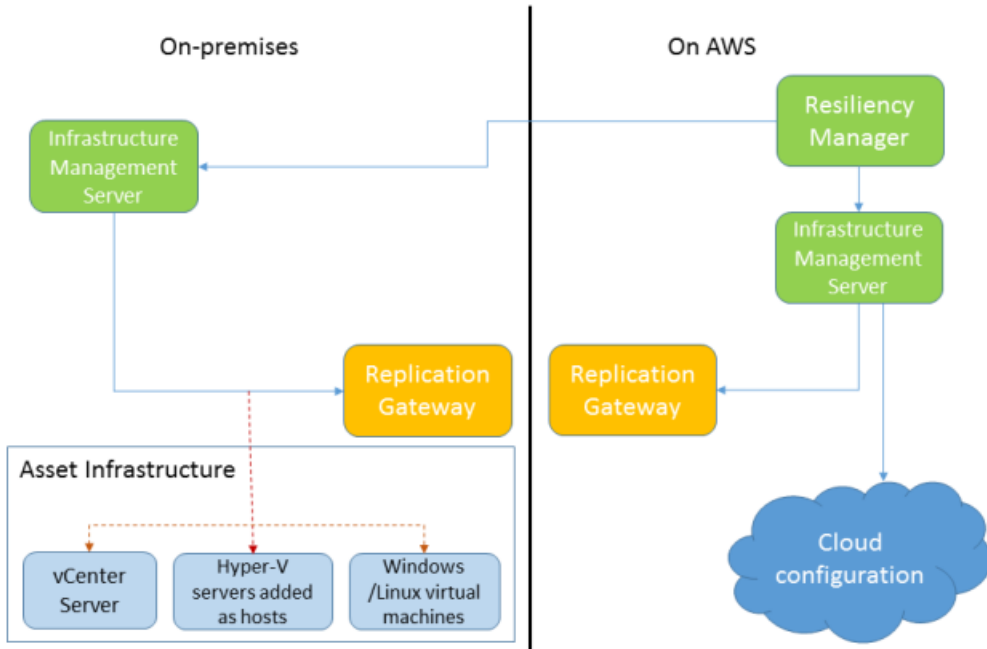 On-premises
On AWS
Resiliency
Manager
Infrastructure
Management
Server
Infrastructure
Management
Server
Replication
Gateway
Replication
Gateway
Asset Infrastructure
vCenter
Server
Hyper-V
servers added
as hosts
Windows
/Linux virtual
machines
Cloud
configuration